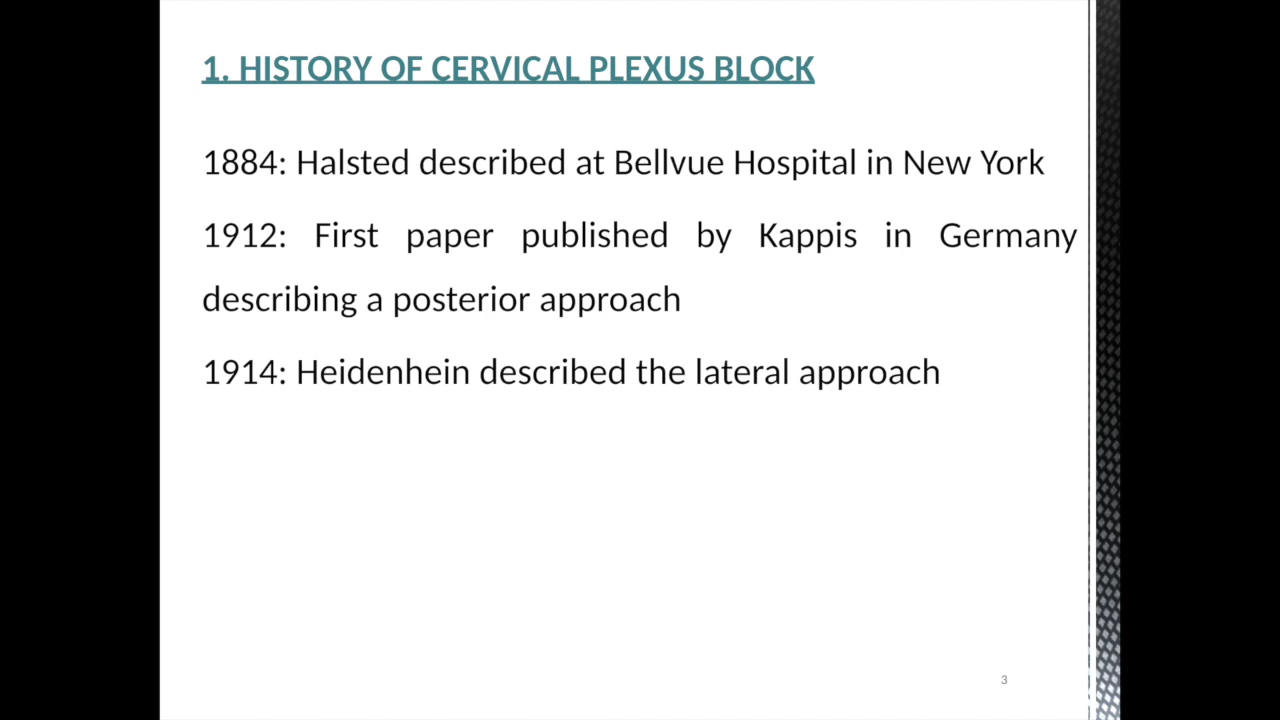 1. HISTORY OF CERVICAL PLEXUS BLOCK
1884: Halsted described at Bellvue Hospital in New York
1912: First paper published by Kappis in Germany
describing a posterior approach
1914: Heidenhein described the lateral approach
3